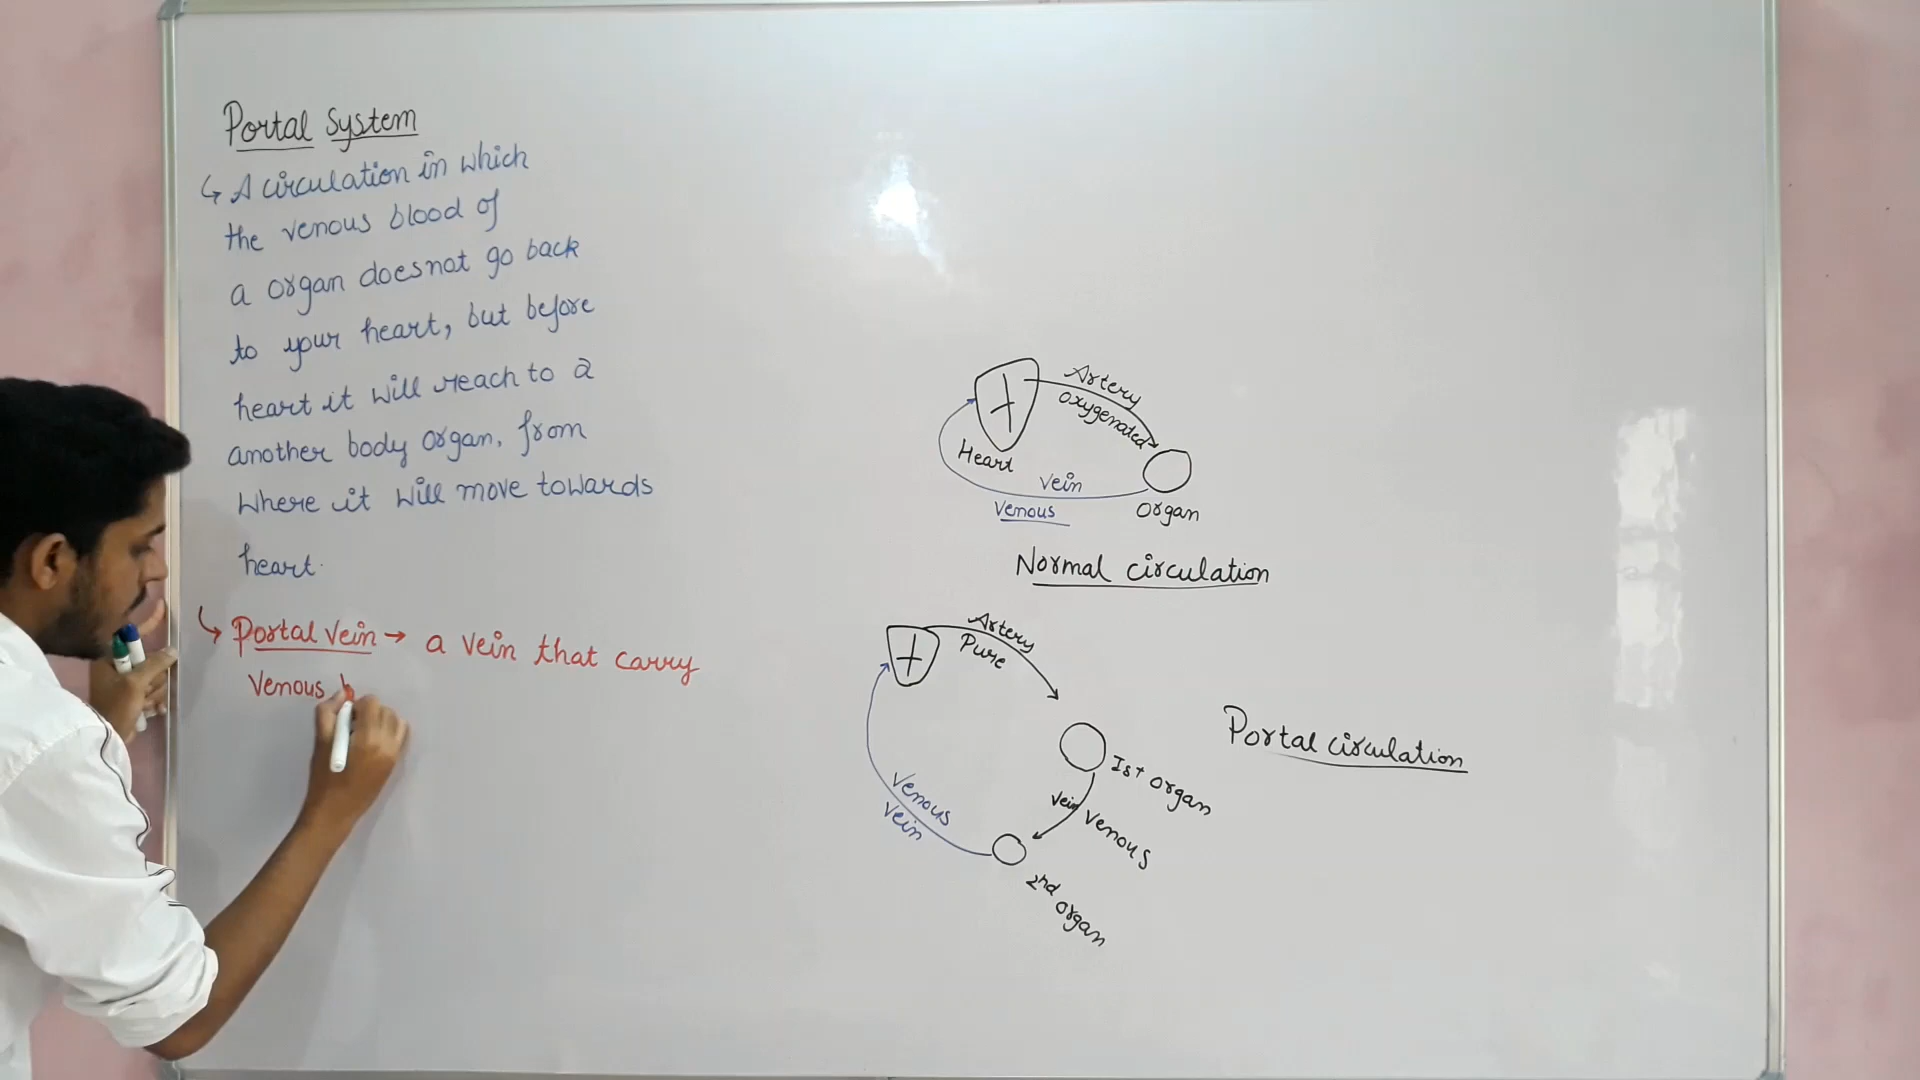 Portal System
↳ A circulation in which
the venous blood of
a organ doesnot go back
to your heart, but before
heart it will reach to a
another body organ, from
where it will move towards
heart.
↳ Portal vein → a vein that carry
Venous b
Artery
oxygenated
Heart
vein
Venous
organ
Normal circulation
Artery
Pure
Ist organ
vein
venous
2nd organ
Venous
vein
Portal circulation